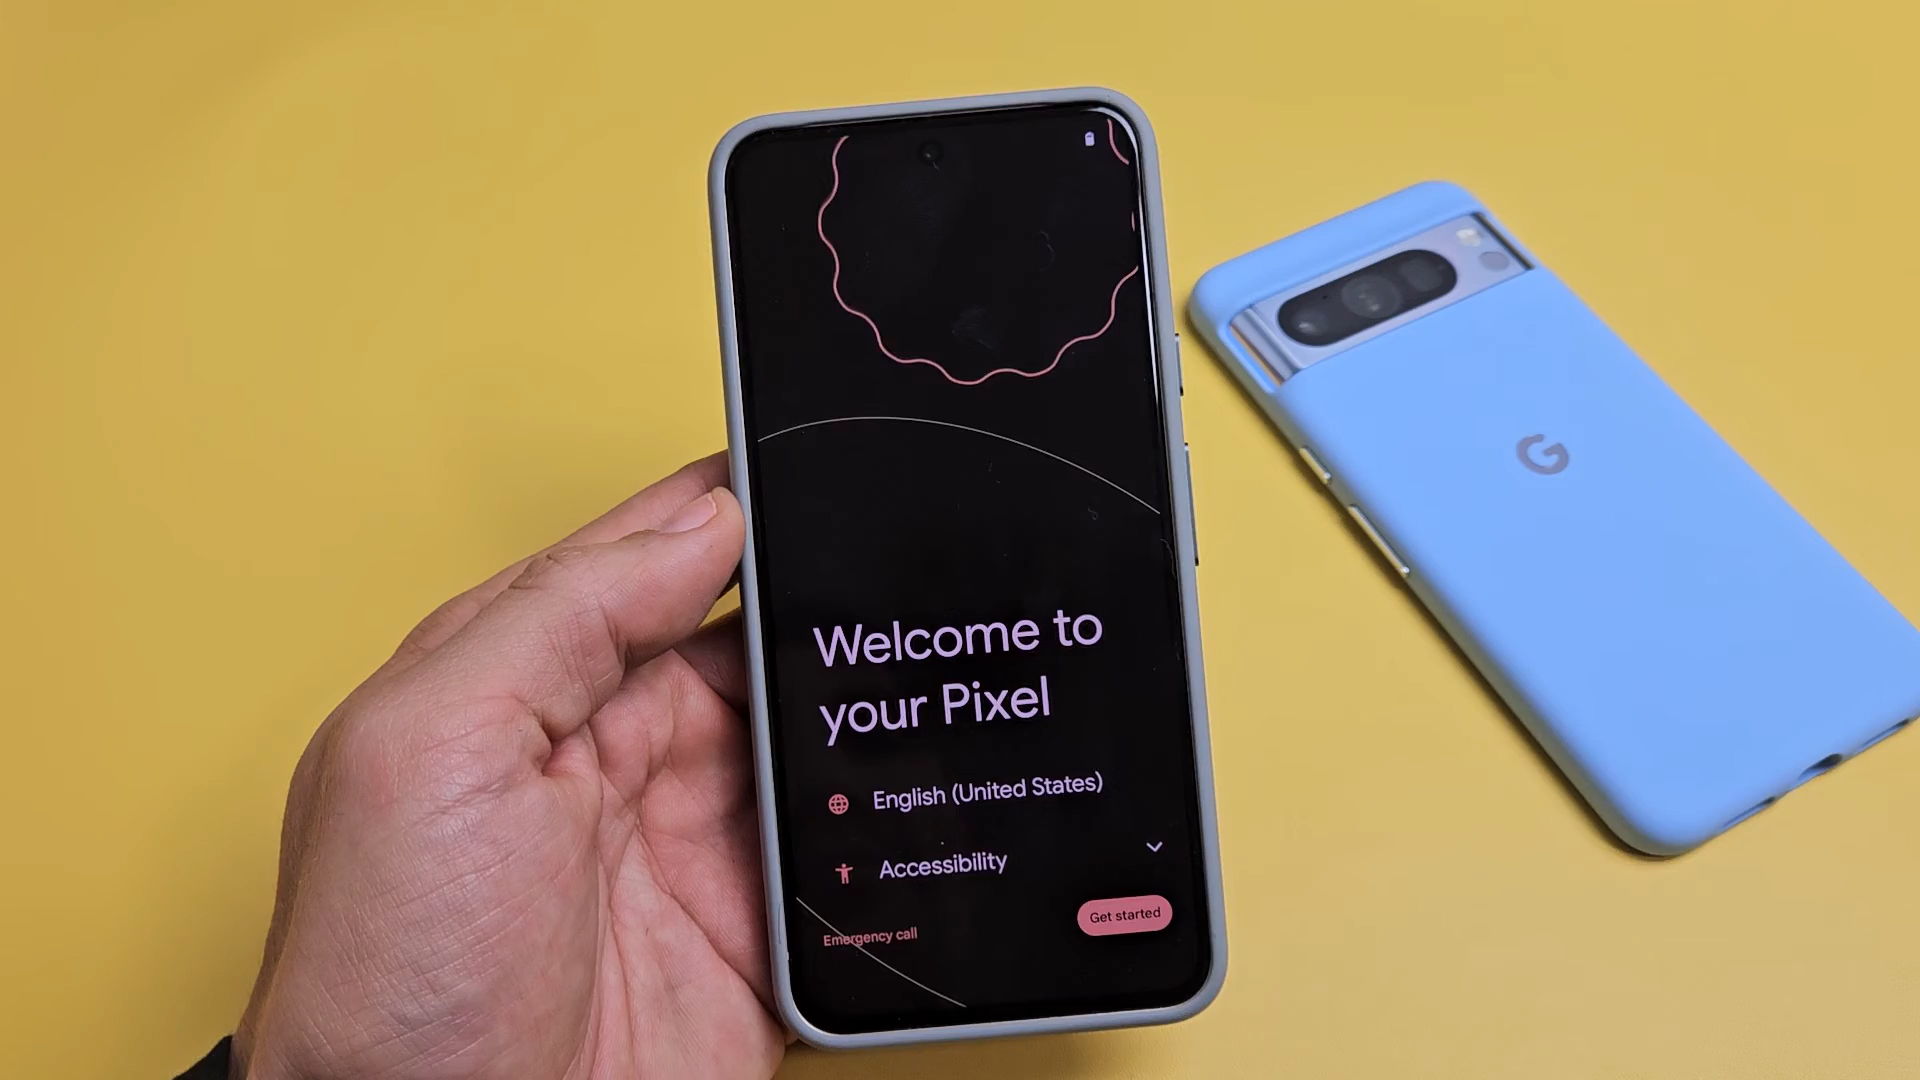 Welcome to
your Pixel
English (United States)
Accessibility
Get started
Emergency call
G